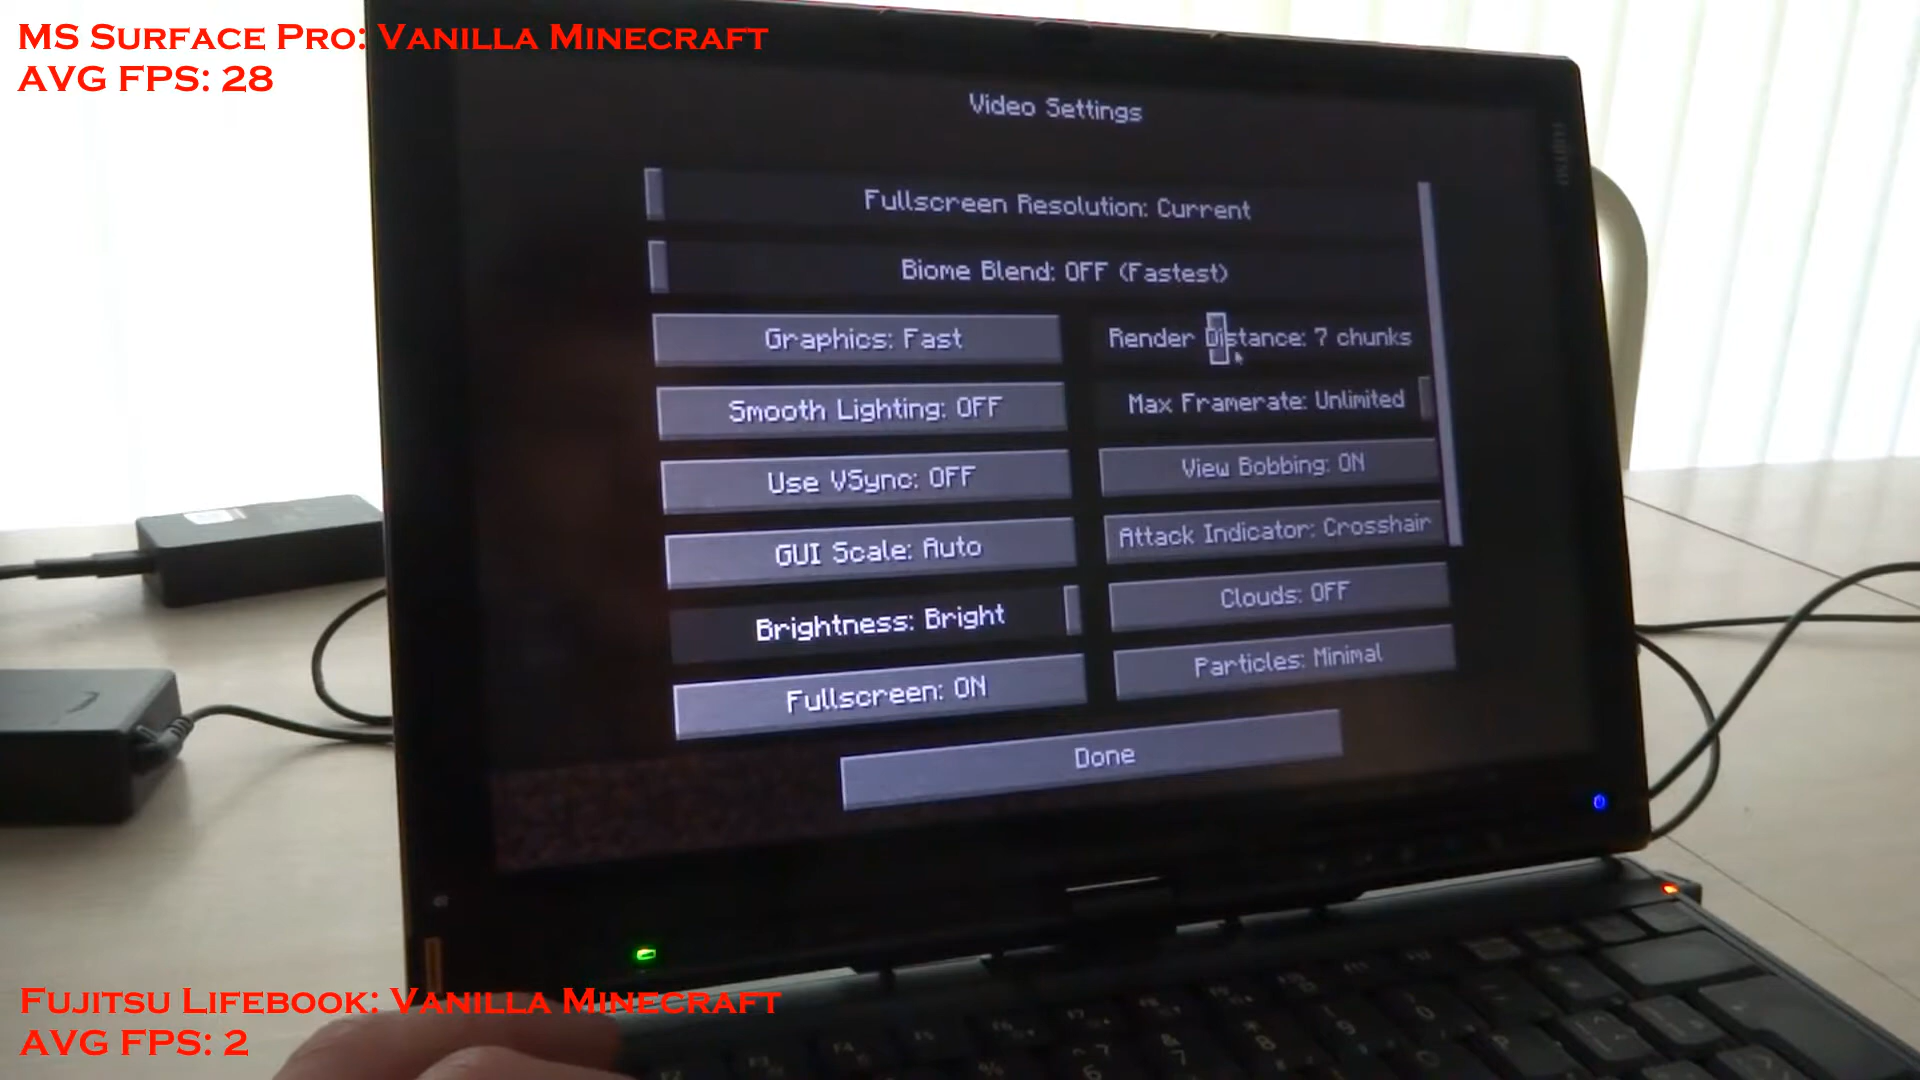 MS Surface Pro: Vanilla Minecraft
AVG FPS: 28
Video Settings
FUJITSU
Fullscreen Resolution: Current
Biome Blend: OFF (Fastest)
Graphics: Fast
Render Distance: 7 chunks
Smooth Lighting: OFF
Max Framerate: Unlimited
Use VSync: OFF
View Bobbing: ON
GUI Scale: Auto
Attack Indicator: Crosshair
Brightness: Bright
Clouds: OFF
Fullscreen: ON
Particles: Minimal
Done
Fujitsu Lifebook: Vanilla Minecraft
AVG FPS: 2